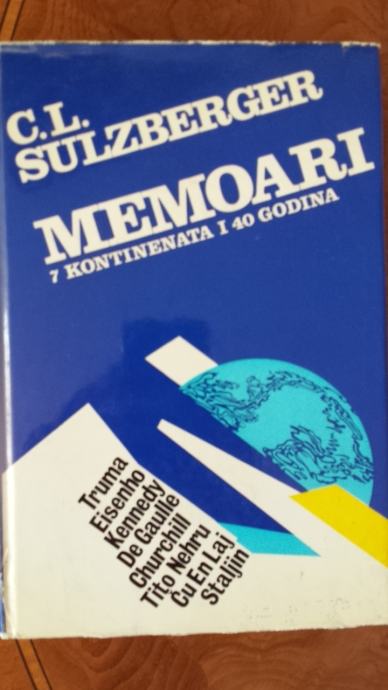 C.L.
SULZBERGER
MEMOARI
7 KONTINENATA I 40 GODINA
Truma
Eisenho
Kennedy
De Gaulle
Churchill
Tito Nehru
Ču En Laj
Staljin